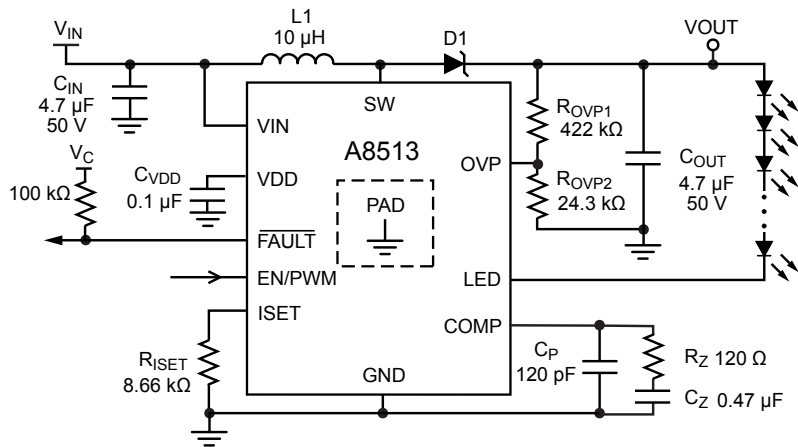 L1
10 µH
D1
VOUT
VIN
CIN
4.7 µF
50 V
SW
VIN
ROVP1
422 kΩ
A8513
OVP
COUT
4.7 µF
50 V
VC
100 kΩ
CVDD
0.1 µF
VDD
PAD
ROVP2
24.3 kΩ
FAULT
EN/PWM
LED
ISET
COMP
RISET
8.66 kΩ
GND
CP
120 pF
RZ 120 Ω
CZ 0.47 µF